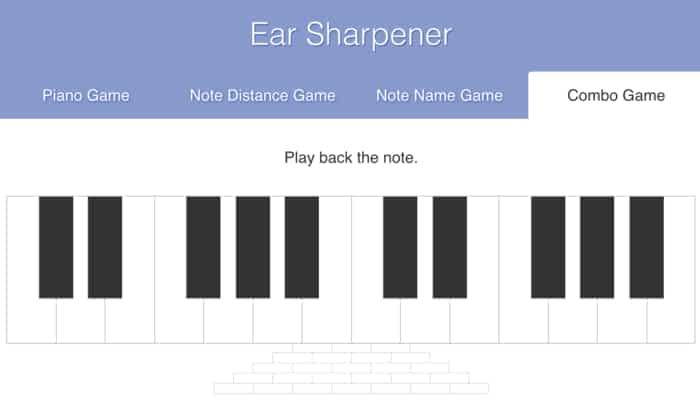 Ear Sharpener
Piano Game
Note Distance Game
Note Name Game
Combo Game
Play back the note.